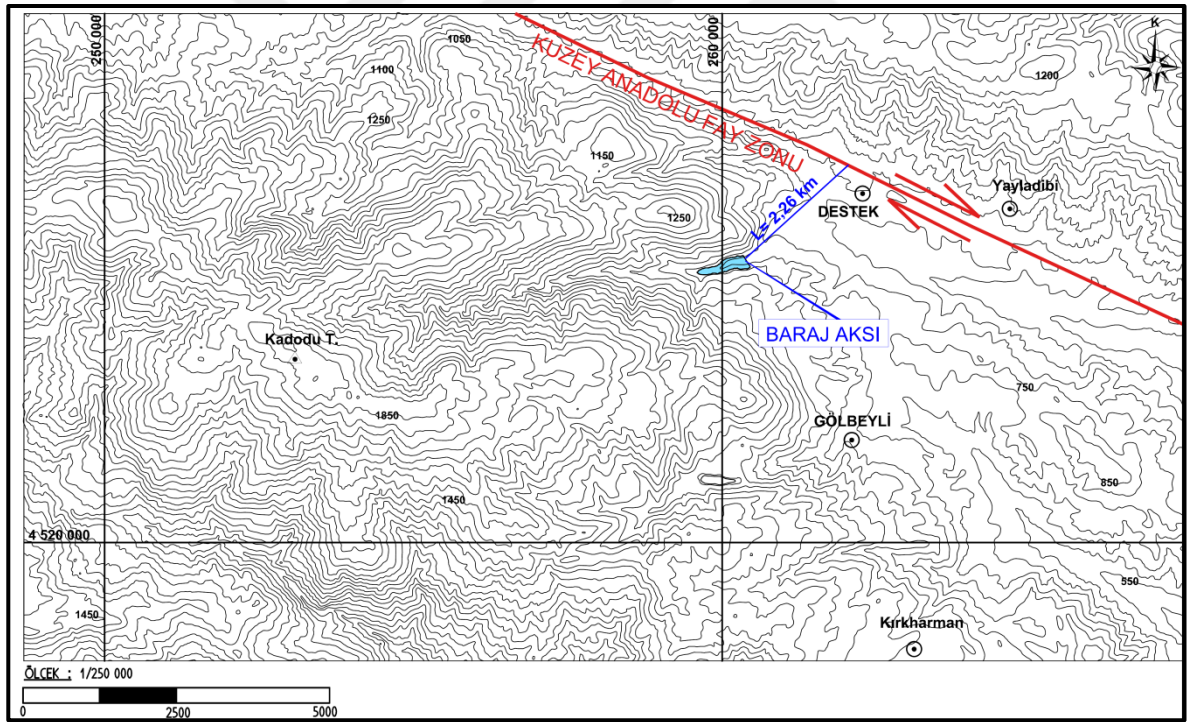 250 000
260 000
K
1050
1100
1250
1150
1200
KUZEY ANADOLU FAY ZONU
Yayladibi
DESTEK
L= 2,26 km
1250
BARAJ AKSI
Kadodu T.
750
1850
GÖLBEYLİ
850
1450
4 520 000
550
1450
Kırkharman
ÖLCEK : 1/250 000
0 2500 5000